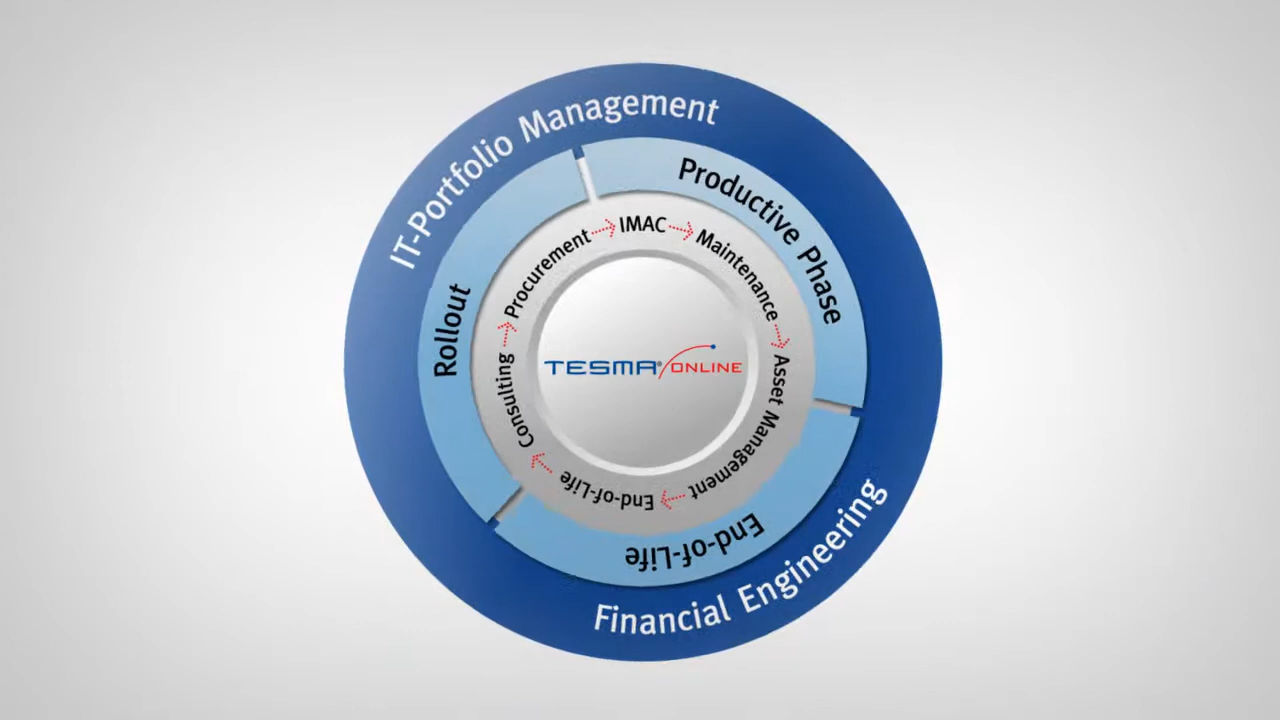 IT-Portfolio Management
Financial Engineering
Rollout
Productive Phase
End-of-Life
Consulting
Procurement
IMAC
Maintenance
Asset Management
End-of-Life
TESMA® ONLINE